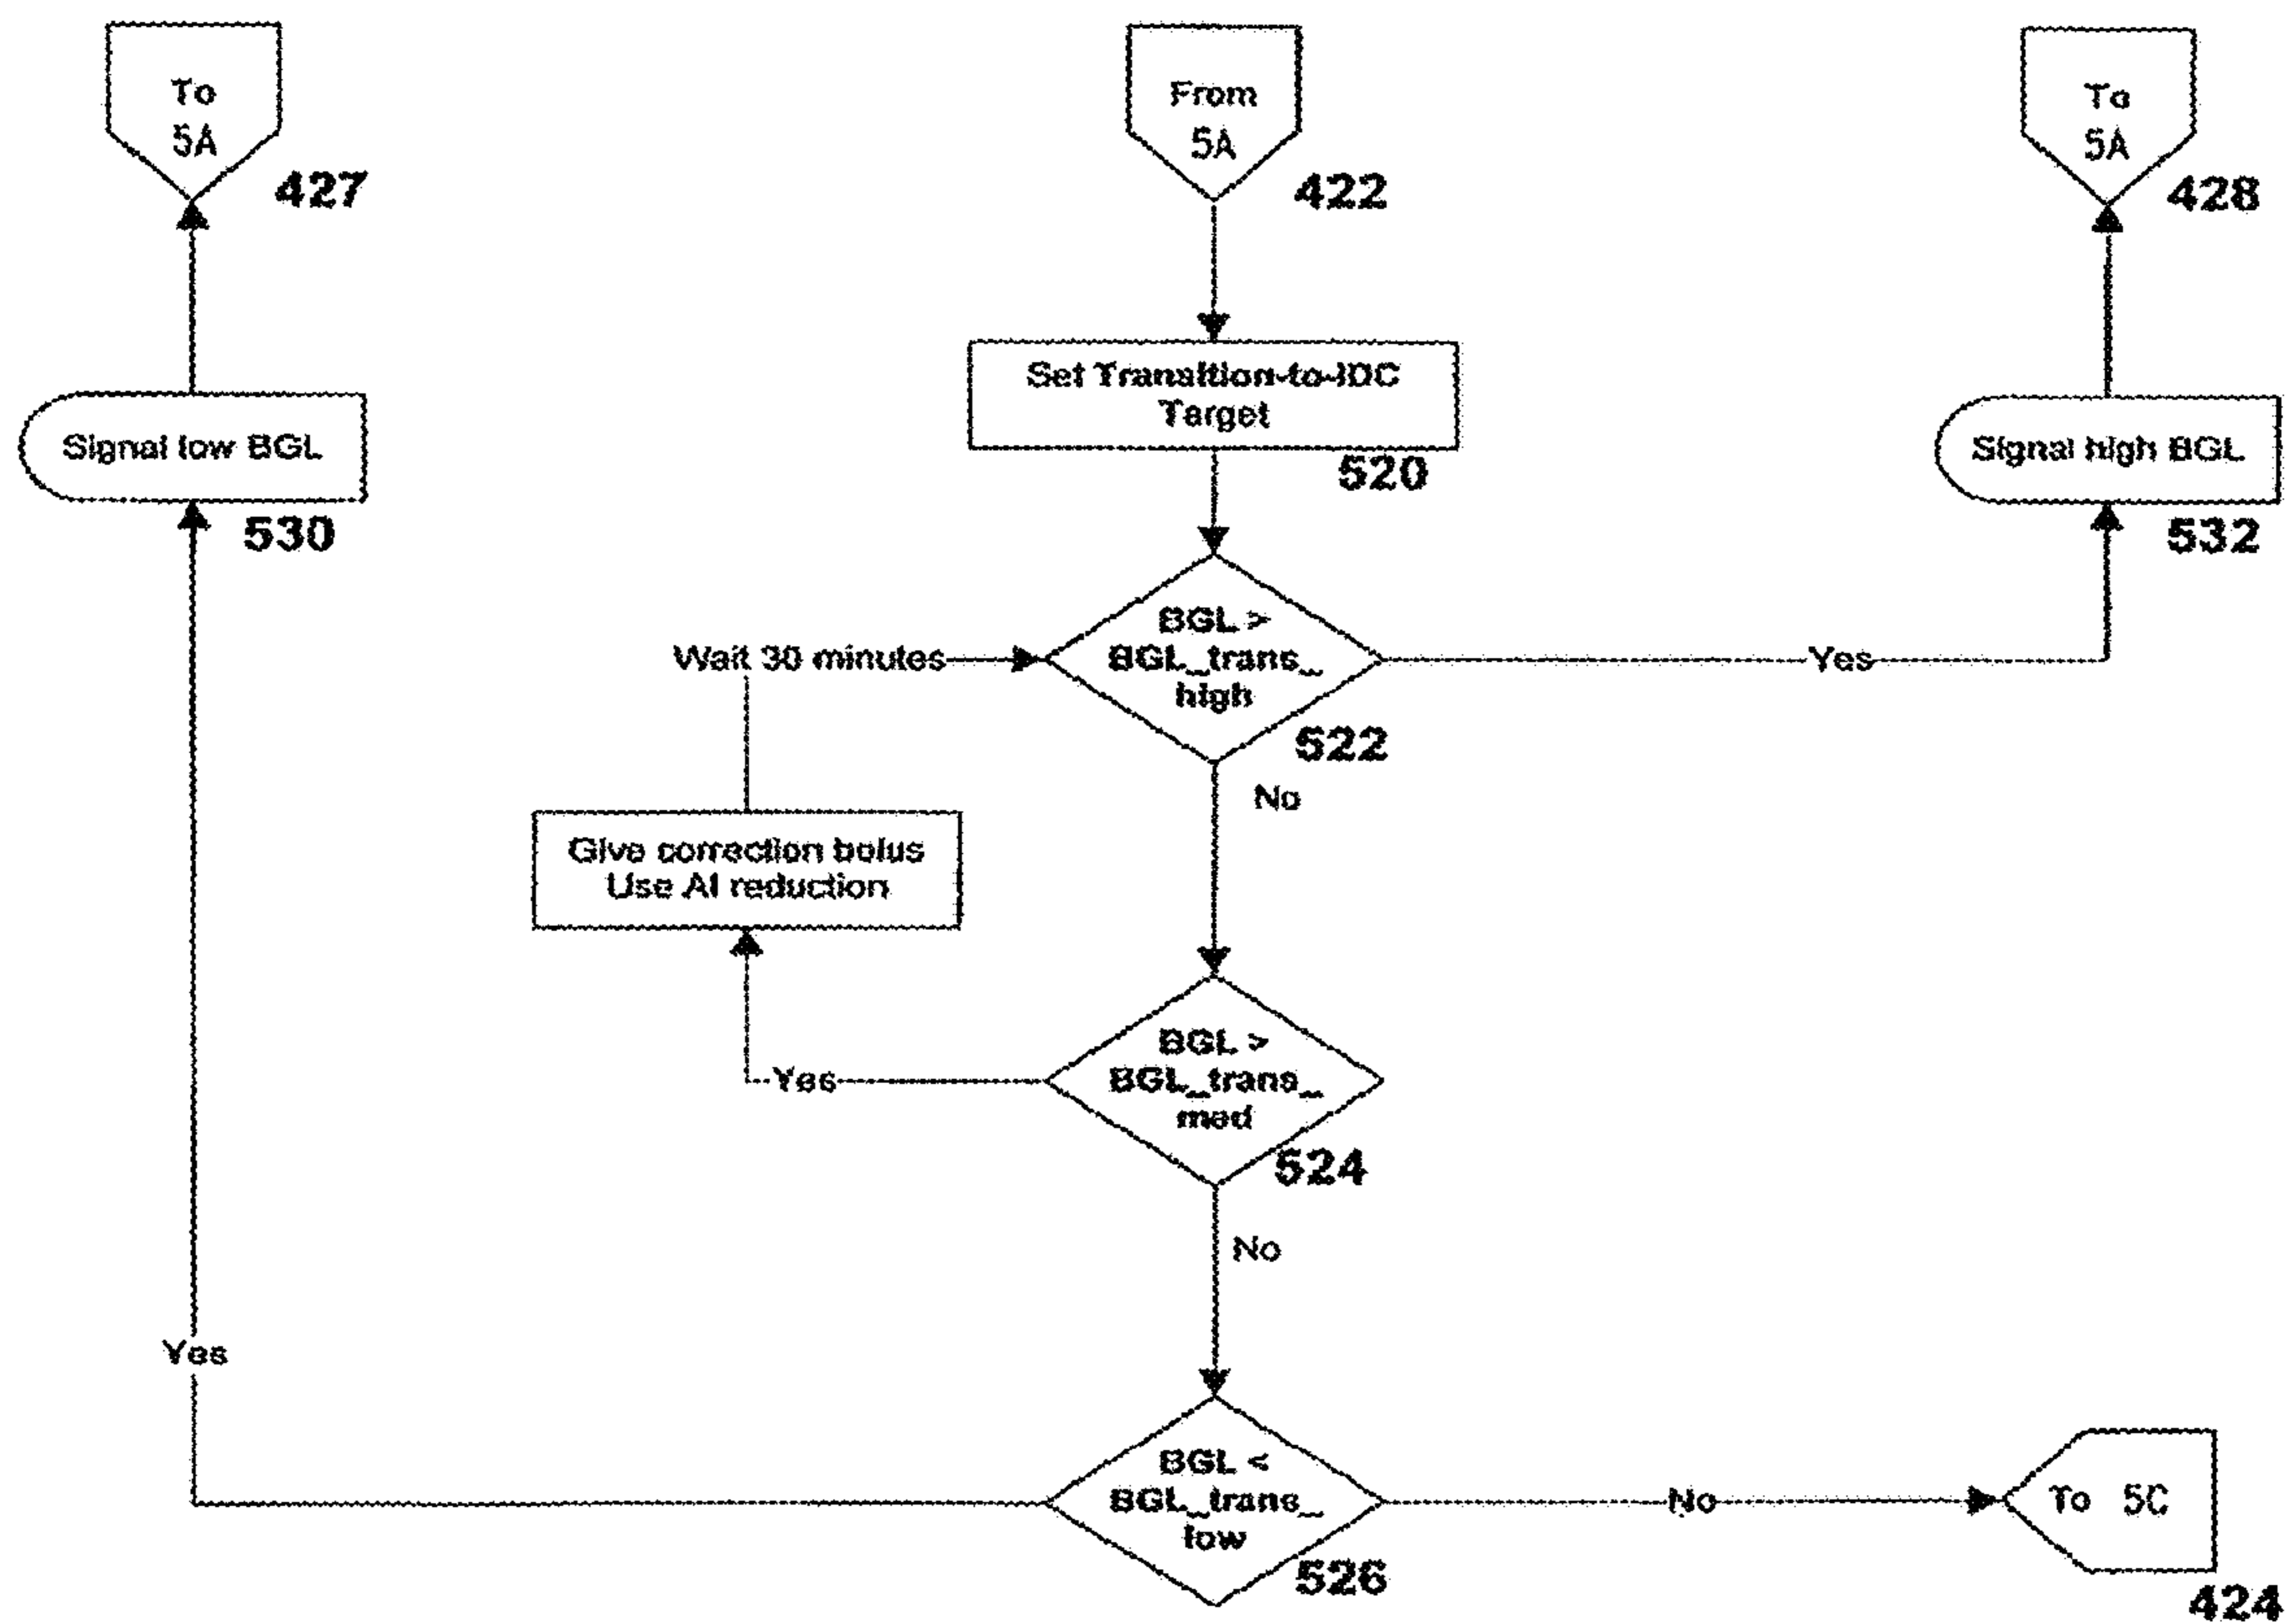 To
5A
427
From
5A
422
To
5A
428
Set Transition-to-IDC
Target
520
Signal low BGL
530
Signal high BGL
532
BGL >
BGL_trans_
high
522
Wait 30 minutes
Yes
No
Give correction bolus
Use AI reduction
BGL >
BGL_trans_
med
524
Yes
No
Yes
BGL <
BGL_trans_
low
526
No
To 5C
424